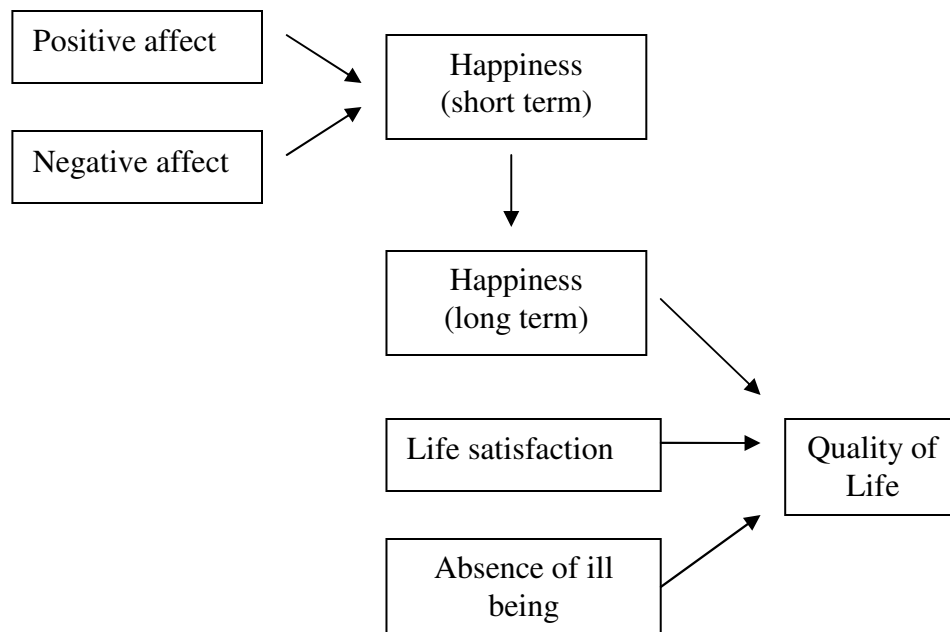 Positive affect
Happiness
(short term)
Negative affect
Happiness
(long term)
Life satisfaction
Quality of
Life
Absence of ill
being